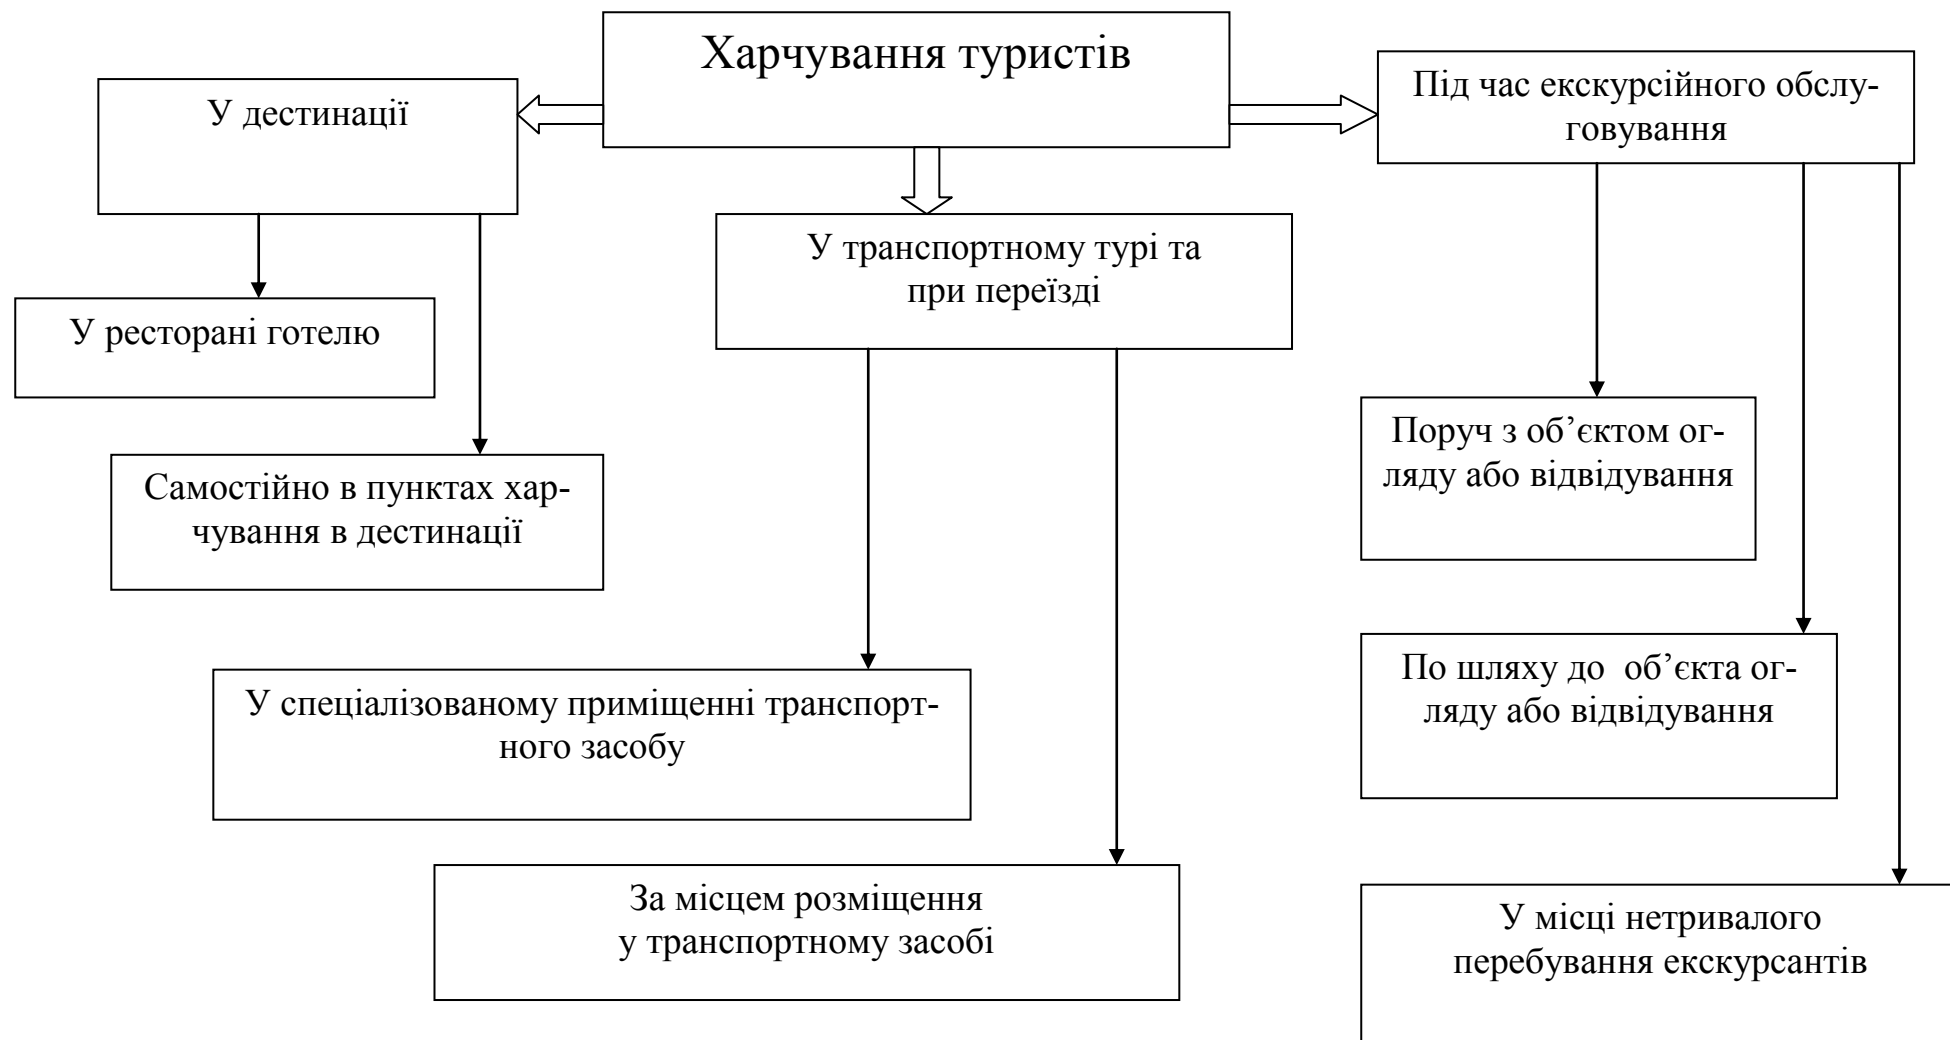 Харчування туристів
У дестинації
Під час екскурсійного обслу-
говування
У транспортному турі та
при переїзді
У ресторані готелю
Поруч з об’єктом ог-
ляду або відвідування
Самостійно в пунктах хар-
чування в дестинації
По шляху до  об’єкта ог-
ляду або відвідування
У спеціалізованому приміщенні транспорт-
ного засобу
За місцем розміщення
у транспортному засобі
У місці нетривалого
перебування екскурсантів